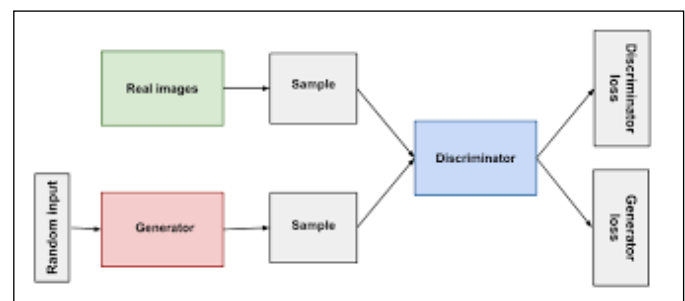 Real images
Sample
Discriminator
loss
Discriminator
Random input
Generator
Sample
Generator
loss